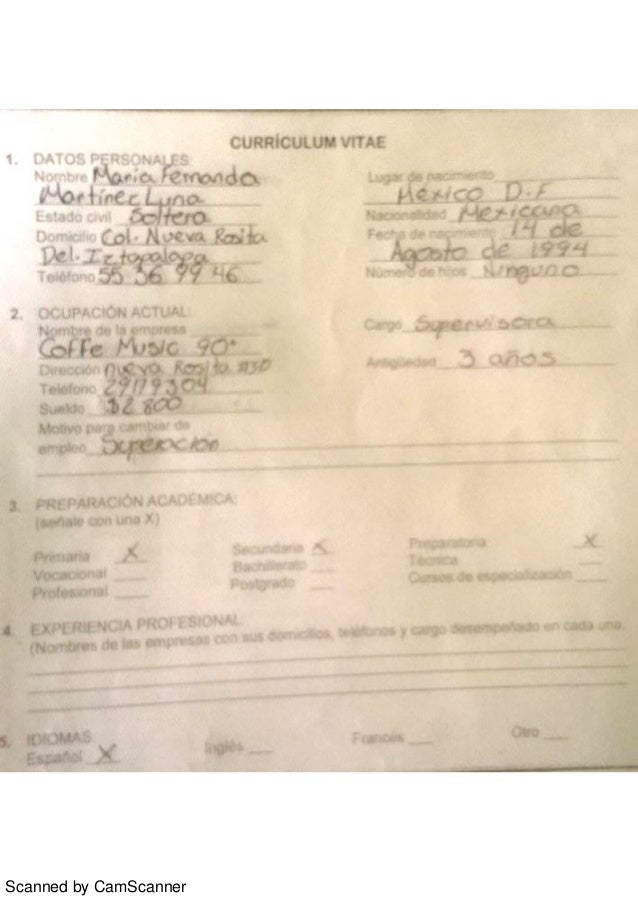 CURRÍCULUM VITAE
1. DATOS PERSONALES:
Nombre Maria Fernanda
Martínez Luna
Estado civil Soltera
Domicilio Col. Nueva Rosita
Del. Iztapalapa
Teléfono 55 36 99 46
Lugar de nacimiento
México D.F
Nacionalidad Mexicana
Fecha de nacimiento 14 de
Agosto de 1994
Número de hijos Ninguno
2. OCUPACIÓN ACTUAL:
Nombre de la empresa
Coffe Music 90°
Dirección Nueva Rosita #30
Teléfono 29179304
Sueldo $2 800
Motivo para cambiar de
empleo Superacion
Cargo Supervisora
Antigüedad 3 años
3. PREPARACIÓN ACADÉMICA:
(señale con una X)
Primaria X
Vocacional
Profesional
Secundaria X
Bachillerato
Postgrado
Preparatoria X
Técnica
Cursos de especialización
4. EXPERIENCIA PROFESIONAL:
(Nombres de las empresas con sus domicilios, teléfonos y cargo desempeñado en cada una.
5. IDIOMAS
Español X
Inglés
Francés
Otro
Scanned by CamScanner